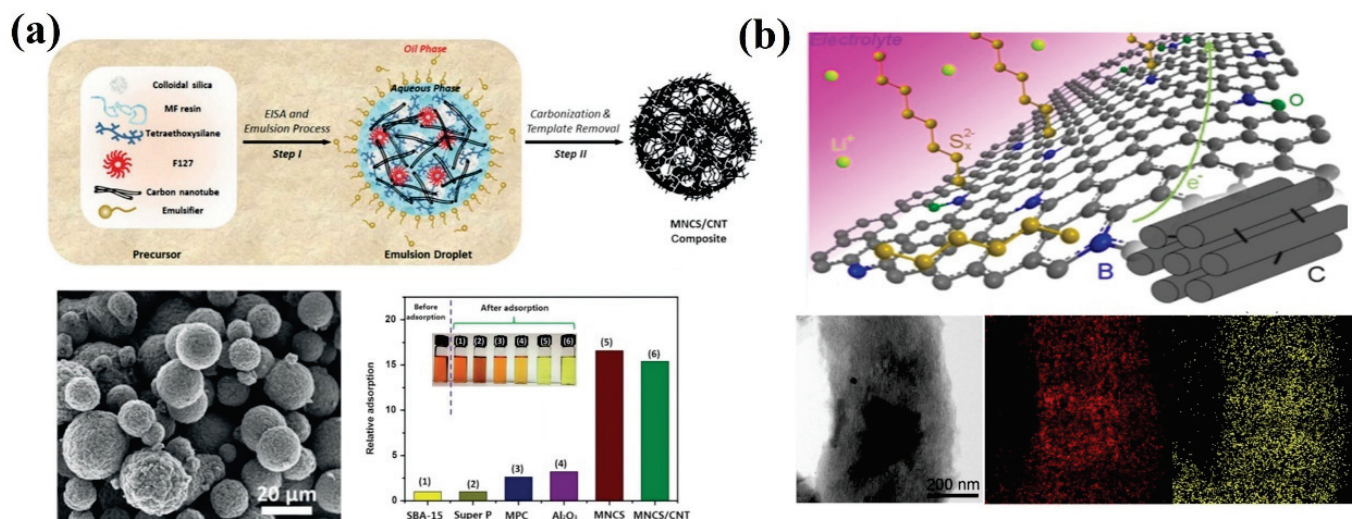 (a)
Colloidal silica
MF resin
Tetraethoxysilane
F127
Carbon nanotube
Emulsifier
Precursor
EISA and
Emulsion Process
Step I
Oil Phase
Aqueous Phase
Emulsion Droplet
Carbonization &
Template Removal
Step II
MNCS/CNT
Composite
20 μm
Relative adsorption
20
15
10
5
0
Before
adsorption
After adsorption
(1) (2) (3) (4) (5) (6)
(1)
(2)
(3)
(4)
(5)
(6)
SBA-15 Super P MPC Al₂O₃ MNCS MNCS/CNT
(b)
Electrolyte
Li⁺
Sₓ²⁻
O
e⁻
B
C
200 nm